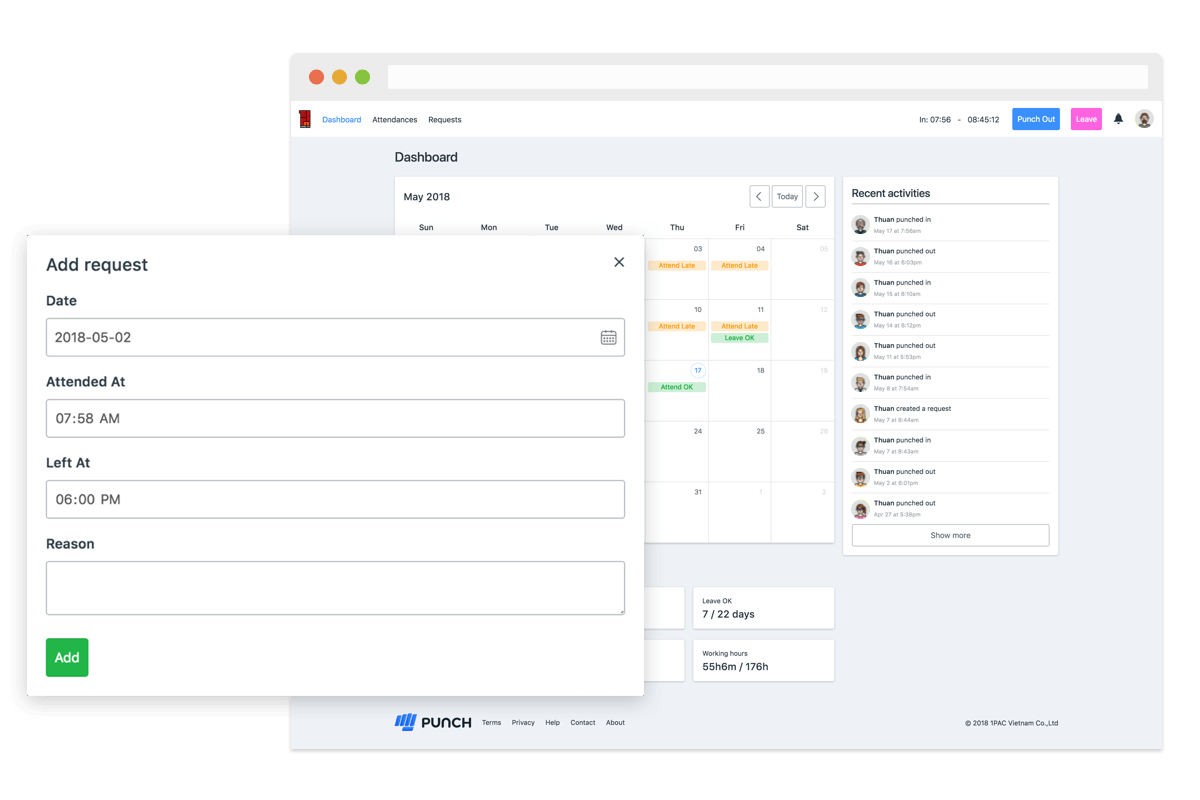 Dashboard Attendances Requests In: 07:56 - 08:45:12 Punch Out Leave
Dashboard
May 2018 Today
Sun Mon Tue Wed Thu Fri Sat
03 04 05
Attend Late Attend Late
10 11 12
Attend Late Attend Late
Leave OK
17 18 19
Attend OK
24 25 26
31 1 2
Recent activities
Thuan punched in
May 17 at 7:56am
Thuan punched out
May 16 at 6:03pm
Thuan punched in
May 15 at 8:10am
Thuan punched out
May 14 at 6:12pm
Thuan punched out
May 11 at 5:53pm
Thuan punched in
May 8 at 7:54am
Thuan created a request
May 7 at 8:44am
Thuan punched in
May 7 at 8:43am
Thuan punched out
May 2 at 6:01pm
Thuan punched out
Apr 27 at 5:38pm
Show more
Add request
Date
2018-05-02
Attended At
07:58 AM
Left At
06:00 PM
Reason
Add
Leave OK
7 / 22 days
Working hours
55h6m / 176h
PUNCH Terms Privacy Help Contact About © 2018 1PAC Vietnam Co.,Ltd